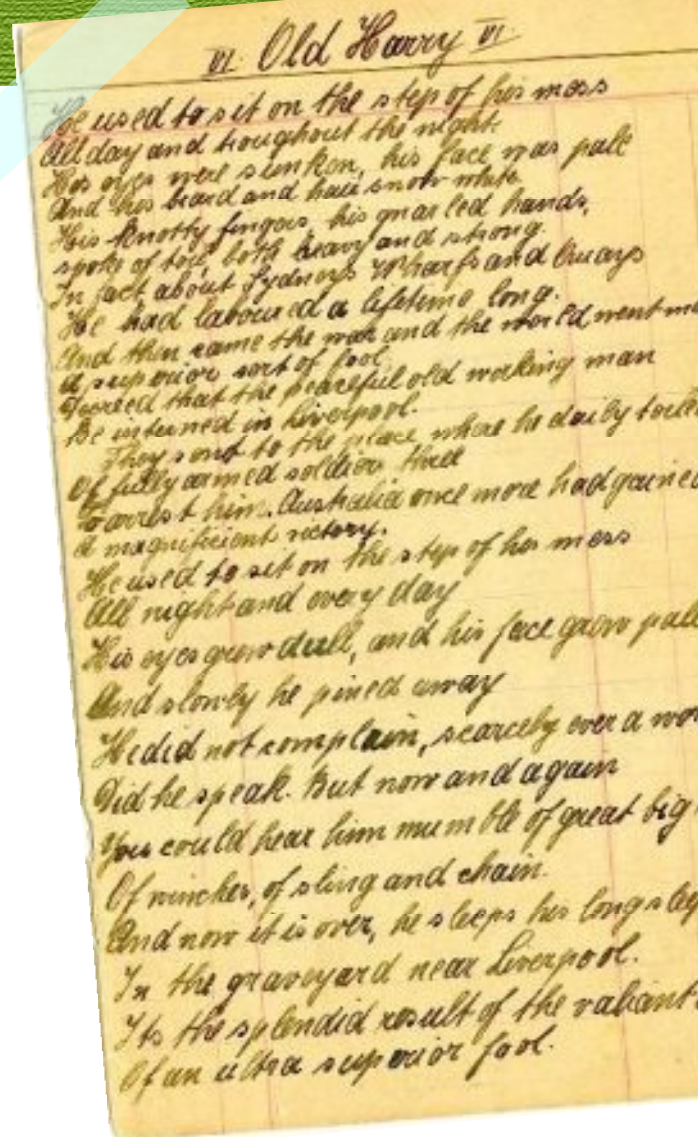 VI Old Harry VI
He used to sit on the step of his mess
All day and troughout the night.
His eyes were sunken, his face was pale
And his beard and hair snow white.
His knotty fingers, his gnarled hands,
spoke of toil, both heavy and strong.
In fact about Sydneys Wharfs and Quays
He had laboured a lifetime long.
And then came the war and the world went
A superior sort of fool
Decreed that the peaceful old working man
Be interned in Liverpool.
They sent to the place, where he daily
Of fully armed soldiers three
To arrest him. Australia once more had gained
A magnificent victory.
He used to sit on the step of his mess
All night and every day
His eyes grew dull, and his face grew pale
And slowly he pined away
He did not complain, scarcely ever a
Did he speak. But now and again
You could hear him mumble of great big
Of winches, of sling and chain.
And now it is over, he sleeps his long
In the graveyard near Liverpool.
Its the splendid result of the valiant
Of an ultra superior fool.